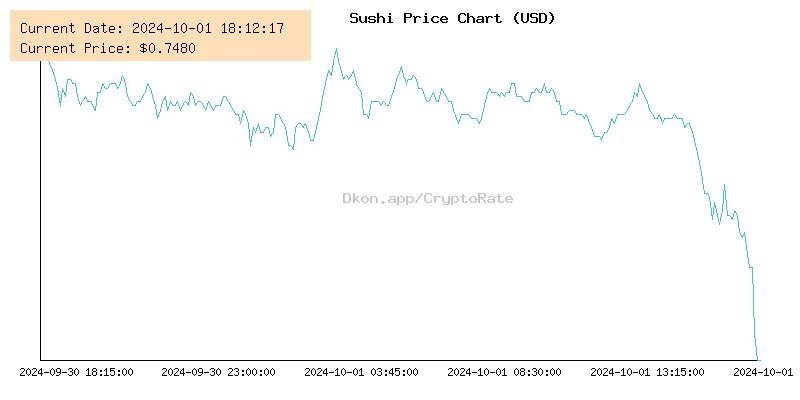 Sushi Price Chart (USD)
Current Date: 2024-10-01 18:12:17
Current Price: $0.7480
Dkon.app/CryptoRate
2024-09-30 18:15:00 2024-09-30 23:00:00 2024-10-01 03:45:00 2024-10-01 08:30:00 2024-10-01 13:15:00 2024-10-01